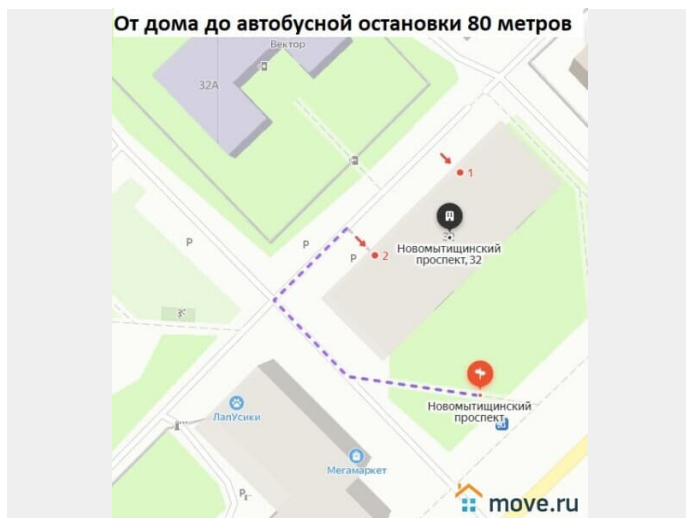 От дома до автобусной остановки 80 метров
Вектор
32А
1
P
P
P
2
Новомытищинский
проспект, 32
ЛапУсики
Новомытищинский
проспект
Мегамаркет
P
move.ru